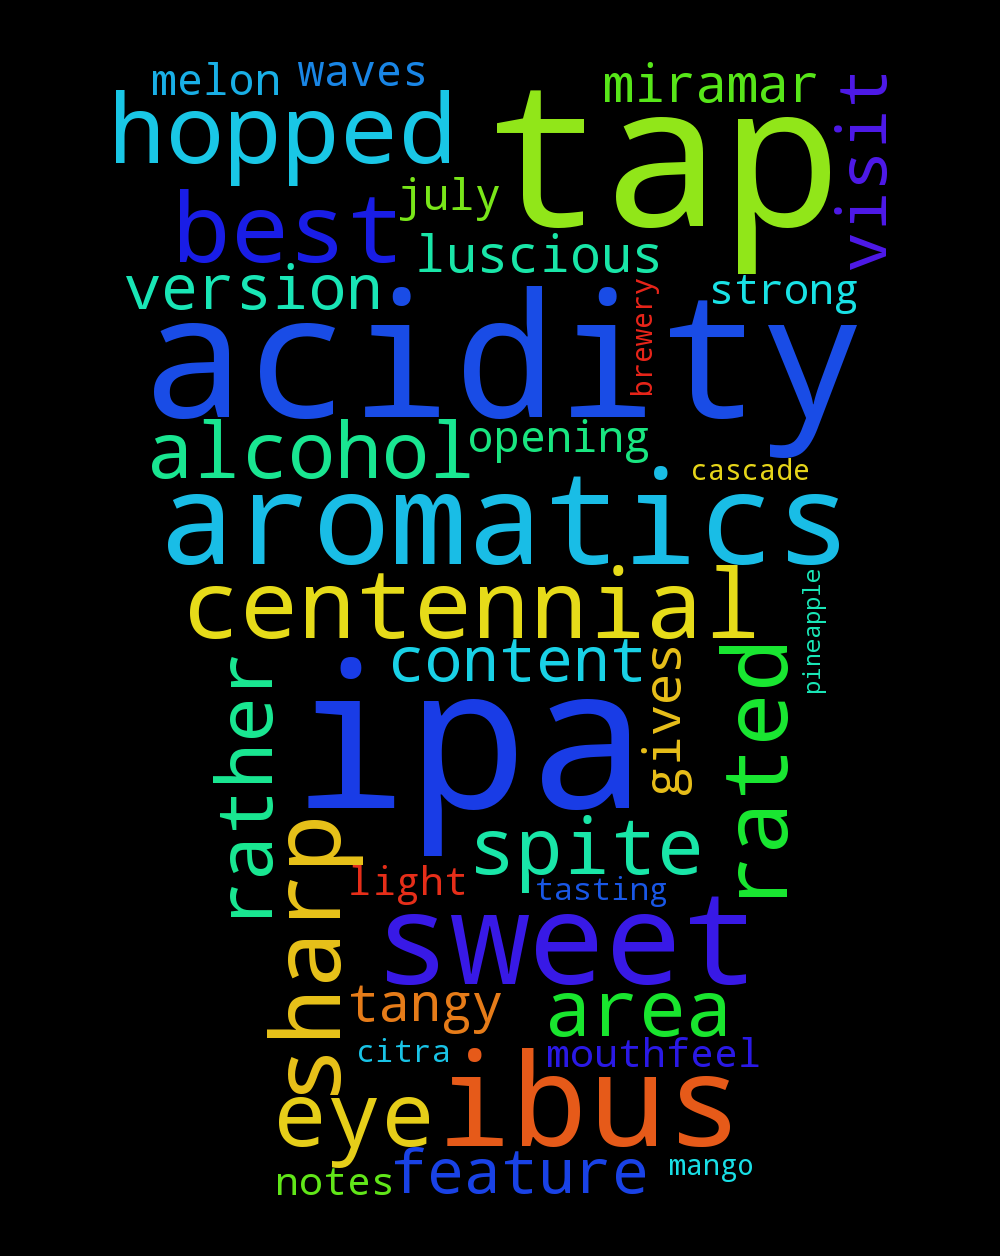 melon
waves
miramar
visit
hopped
tap
best
july
luscious
version
strong
acidity
brewery
alcohol
opening
cascade
aromatics
centennial
pineapple
content
rather
ipa
gives
rated
sharp
spite
light
tasting
sweet
tangy
area
citra
mouthfeel
eye
ibus
notes
feature
mango